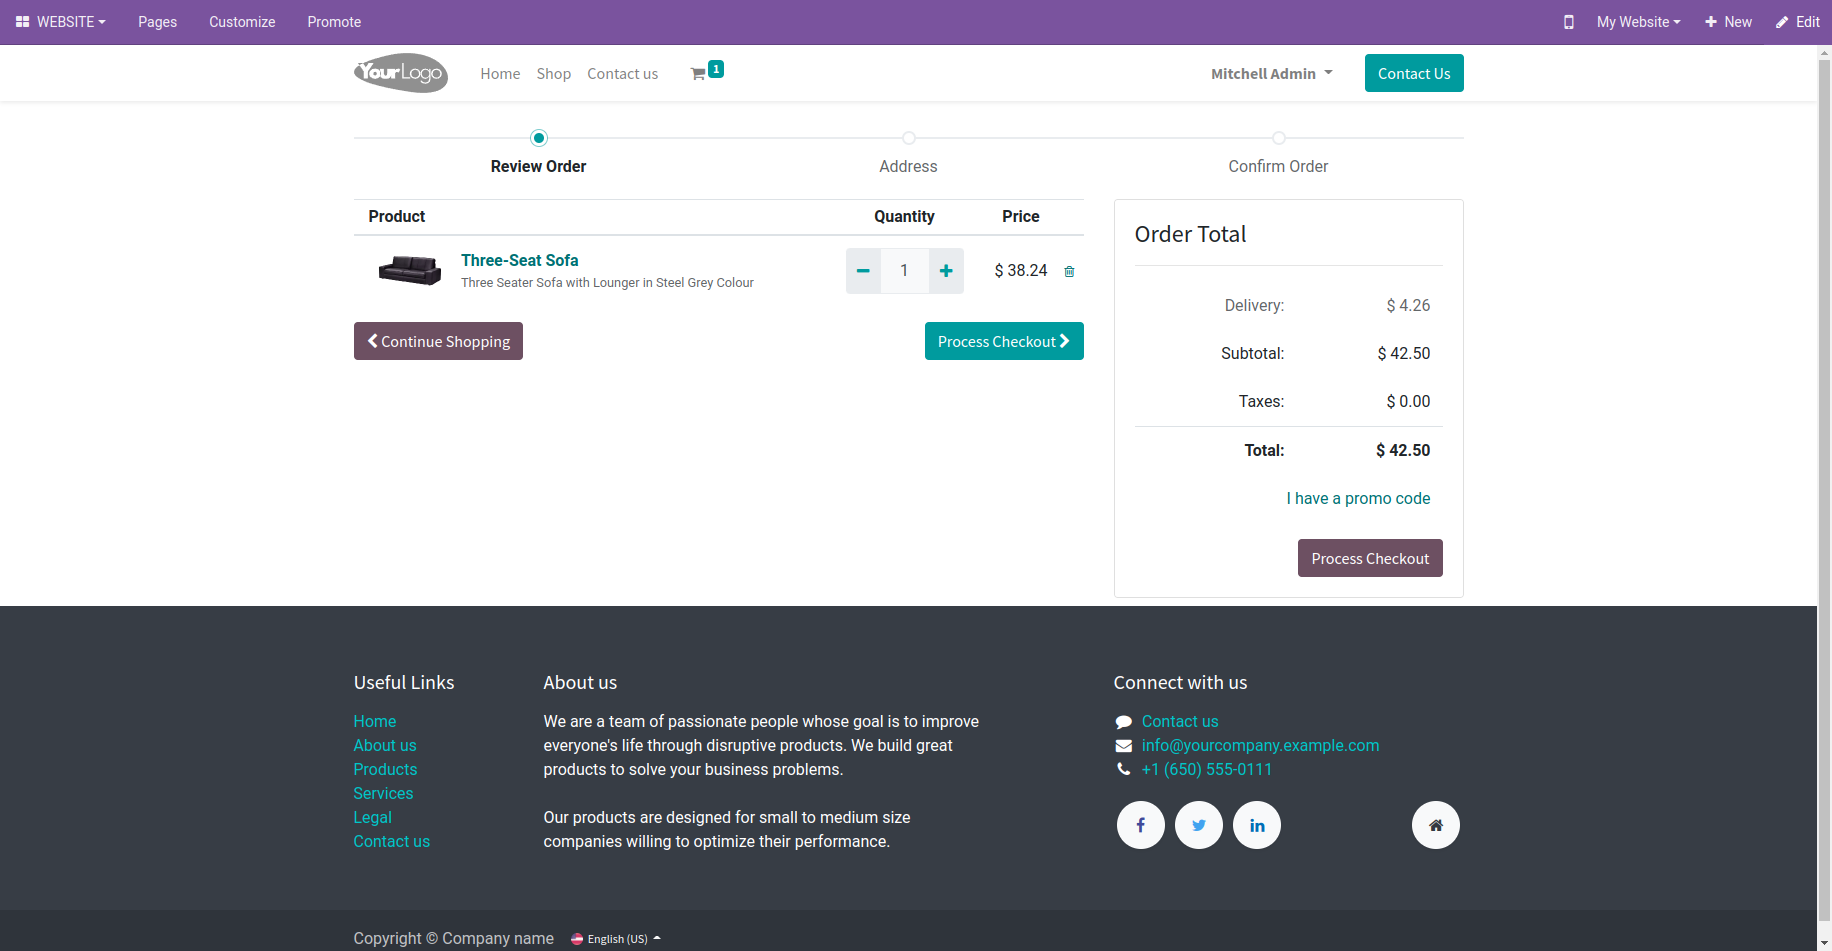 WEBSITE Pages Customize Promote My Website New Edit
YourLogo Home Shop Contact us 1 Mitchell Admin Contact Us
Review Order Address Confirm Order
Product Quantity Price
Three-Seat Sofa
Three Seater Sofa with Lounger in Steel Grey Colour
1 $ 38.24
Continue Shopping Process Checkout
Order Total
Delivery: $ 4.26
Subtotal: $ 42.50
Taxes: $ 0.00
Total: $ 42.50
I have a promo code
Process Checkout
Useful Links
Home
About us
Products
Services
Legal
Contact us
About us
We are a team of passionate people whose goal is to improve
everyone's life through disruptive products. We build great
products to solve your business problems.
Our products are designed for small to medium size
companies willing to optimize their performance.
Connect with us
Contact us
info@yourcompany.example.com
+1 (650) 555-0111
Copyright © Company name English (US)